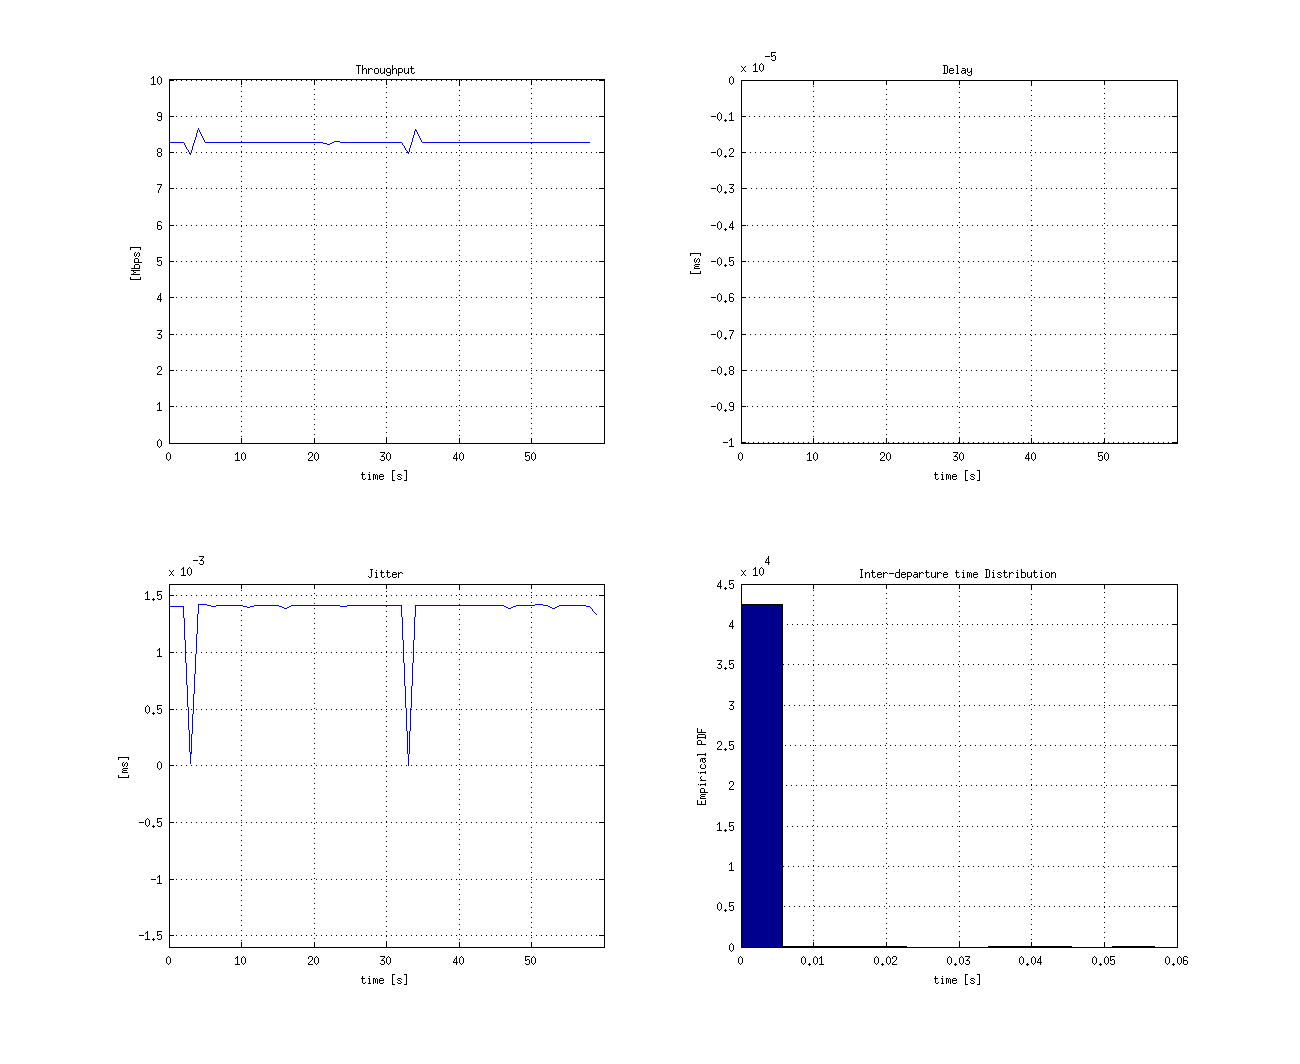 Throughput
10
9
8
7
6
5
4
3
2
1
0
[Mbps]
0 10 20 30 40 50
time [s]
x 10^-5
Delay
0
-0.1
-0.2
-0.3
-0.4
-0.5
-0.6
-0.7
-0.8
-0.9
-1
[ms]
0 10 20 30 40 50
time [s]
x 10^-3
Jitter
1.5
1
0.5
0
-0.5
-1
-1.5
[ms]
0 10 20 30 40 50
time [s]
x 10^4
Inter-departure time Distribution
4.5
4
3.5
3
2.5
2
1.5
1
0.5
0
Empirical PDF
0 0.01 0.02 0.03 0.04 0.05 0.06
time [s]